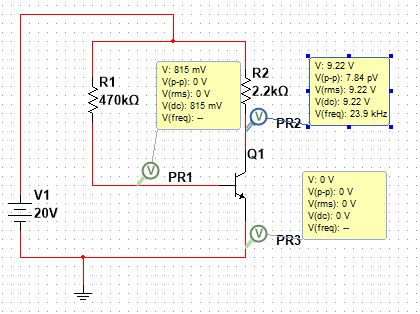 V: 815 mV
V(p-p): 0 V
V(rms): 0 V
V(dc): 815 mV
V(freq): --
V: 9.22 V
V(p-p): 7.84 pV
V(rms): 9.22 V
V(dc): 9.22 V
V(freq): 23.9 kHz
R1
470kΩ
R2
2.2kΩ
V
PR2
Q1
V
PR1
V: 0 V
V(p-p): 0 V
V(rms): 0 V
V(dc): 0 V
V(freq): --
V1
20V
V
PR3